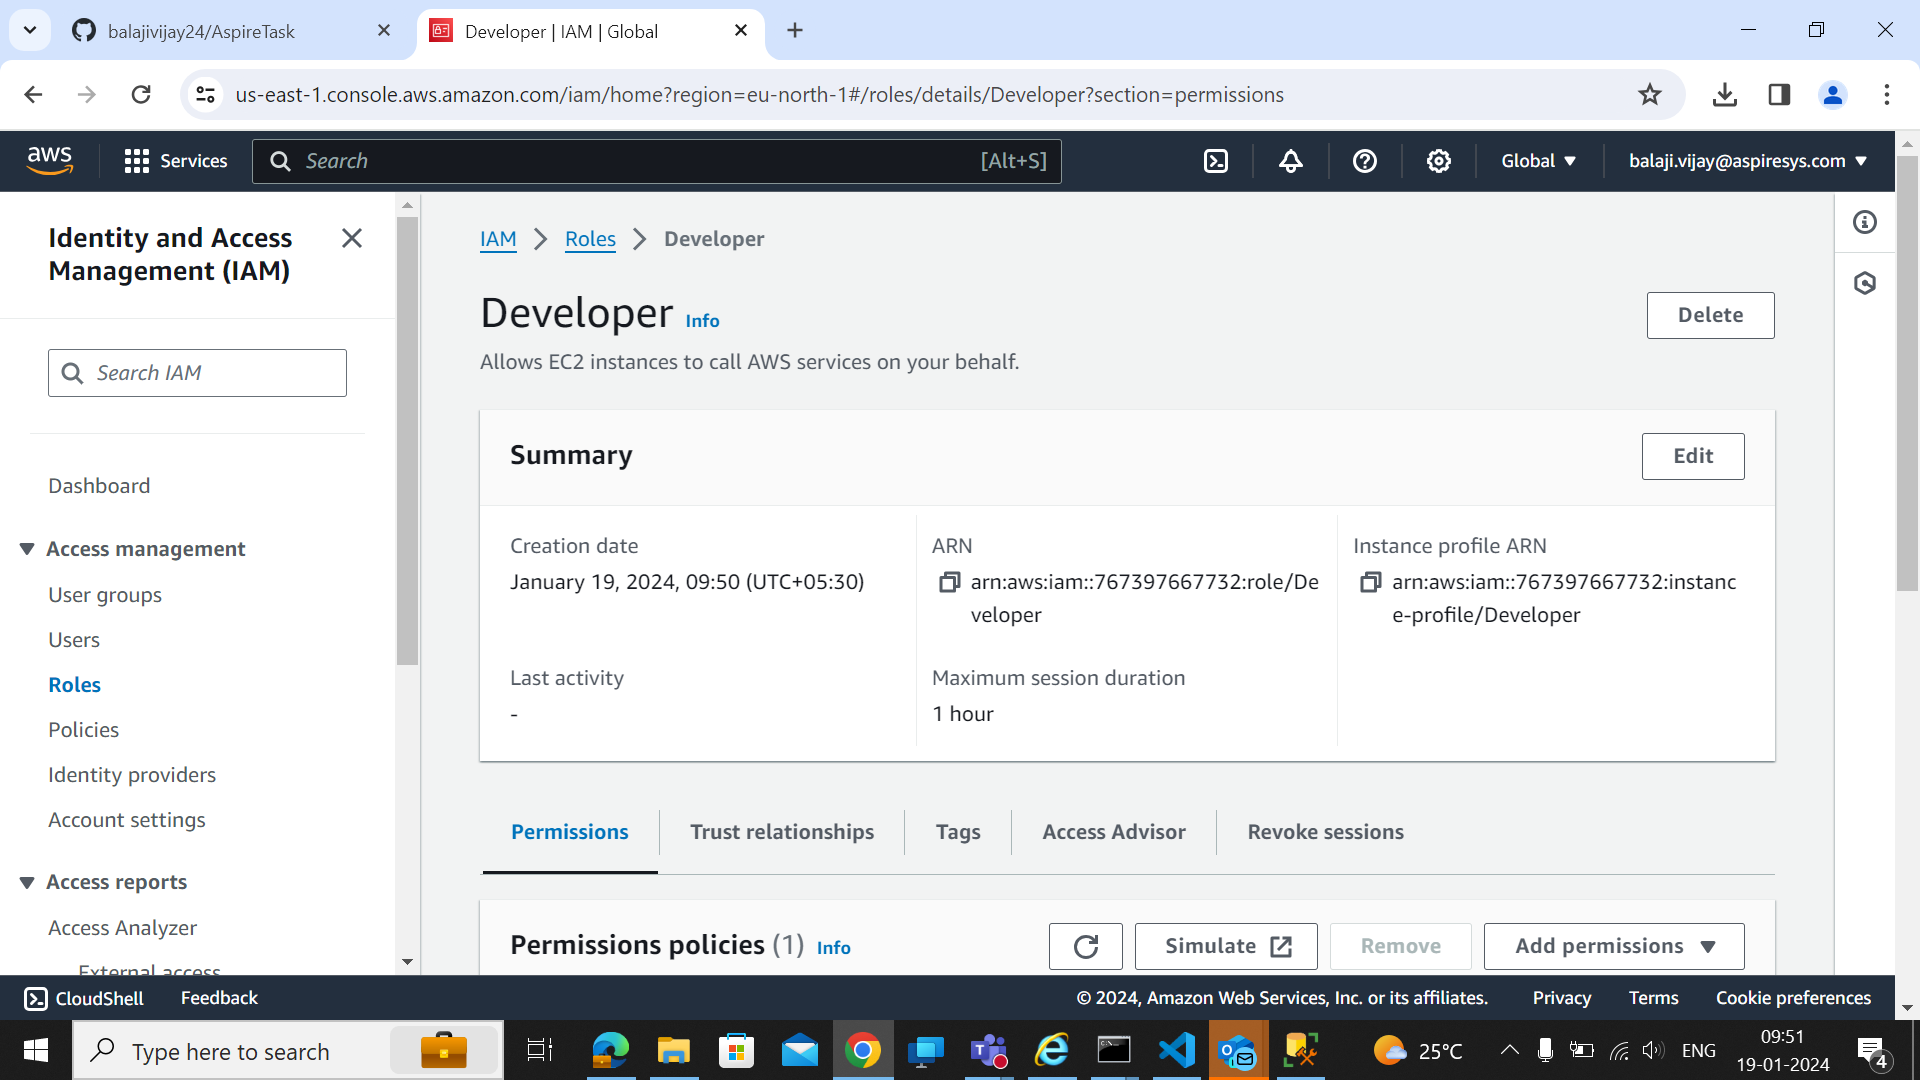 balajivijay24/AspireTask
Developer | IAM | Global
us-east-1.console.aws.amazon.com/iam/home?region=eu-north-1#/roles/details/Developer?section=permissions
aws
Services
Search
[Alt+S]
Global
balaji.vijay@aspiresys.com
Identity and Access
Management (IAM)
Search IAM
Dashboard
Access management
User groups
Users
Roles
Policies
Identity providers
Account settings
Access reports
Access Analyzer
External access
IAM
Roles
Developer
Developer Info
Delete
Allows EC2 instances to call AWS services on your behalf.
Summary
Edit
Creation date
January 19, 2024, 09:50 (UTC+05:30)
ARN
arn:aws:iam::767397667732:role/De
veloper
Instance profile ARN
arn:aws:iam::767397667732:instanc
e-profile/Developer
Last activity
-
Maximum session duration
1 hour
Permissions
Trust relationships
Tags
Access Advisor
Revoke sessions
Permissions policies (1) Info
Simulate
Remove
Add permissions
CloudShell
Feedback
© 2024, Amazon Web Services, Inc. or its affiliates.
Privacy
Terms
Cookie preferences
Type here to search
25°C
ENG
09:51
19-01-2024
4